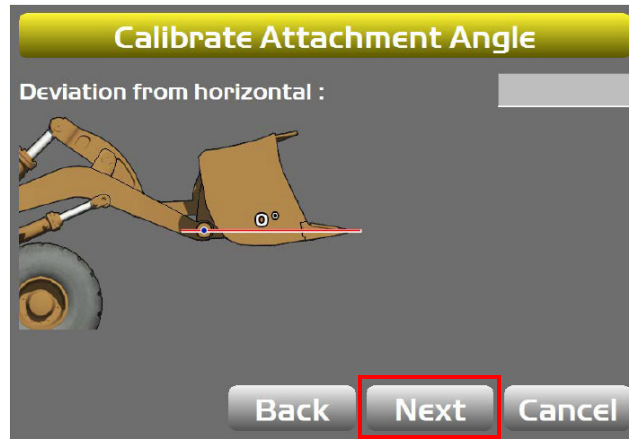 Calibrate Attachment Angle
Deviation from horizontal :
0°
Back Next Cancel